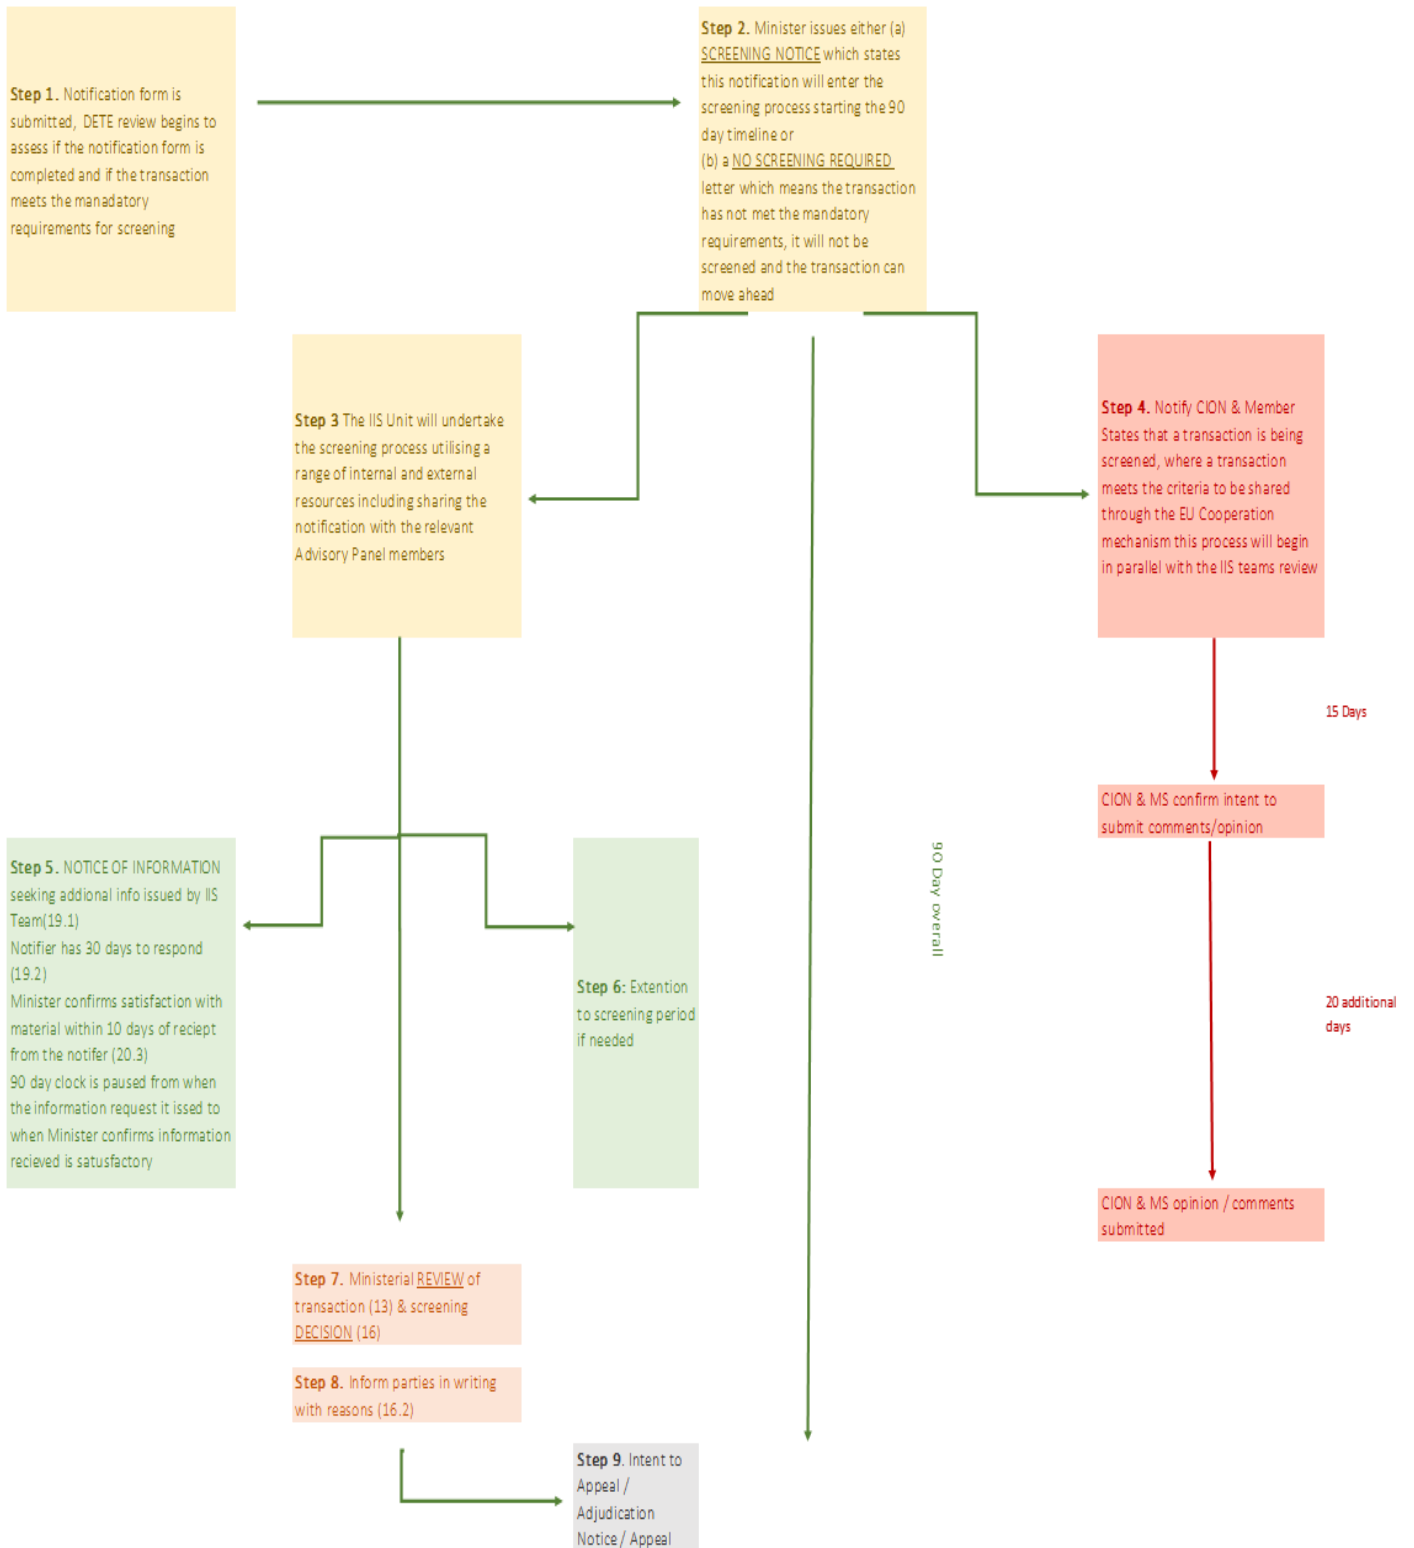 Step 1. Notification form is
submitted, DETE review begins to
assess if the notification form is
completed and if the transaction
meets the manadatory
requirements for screening
Step 2. Minister issues either (a)
SCREENING NOTICE which states
this notification will enter the
screening process starting the 90
day timeline or
(b) a NO SCREENING REQUIRED
letter which means the transaction
has not met the mandatory
requirements, it will not be
screened and the transaction can
move ahead
Step 3 The IIS Unit will undertake
the screening process utilising a
range of internal and external
resources including sharing the
notification with the relevant
Advisory Panel members
Step 4. Notify CION & Member
States that a transaction is being
screened, where a transaction
meets the criteria to be shared
through the EU Cooperation
mechanism this process will begin
in parallel with the IIS teams review
15 Days
CION & MS confirm intent to
submit comments/opinion
90 Day overall
20 additional
days
CION & MS opinion / comments
submitted
Step 5. NOTICE OF INFORMATION
seeking addional info issued by IIS
Team(19.1)
Notifier has 30 days to respond
(19.2)
Minister confirms satisfaction with
material within 10 days of reciept
from the notifer (20.3)
90 day clock is paused from when
the information request it issed to
when Minister confirms information
recieved is satusfactory
Step 6: Extention
to screening period
if needed
Step 7. Ministerial REVIEW of
transaction (13) & screening
DECISION (16)
Step 8. Inform parties in writing
with reasons (16.2)
Step 9. Intent to
Appeal /
Adjudication
Notice / Appeal